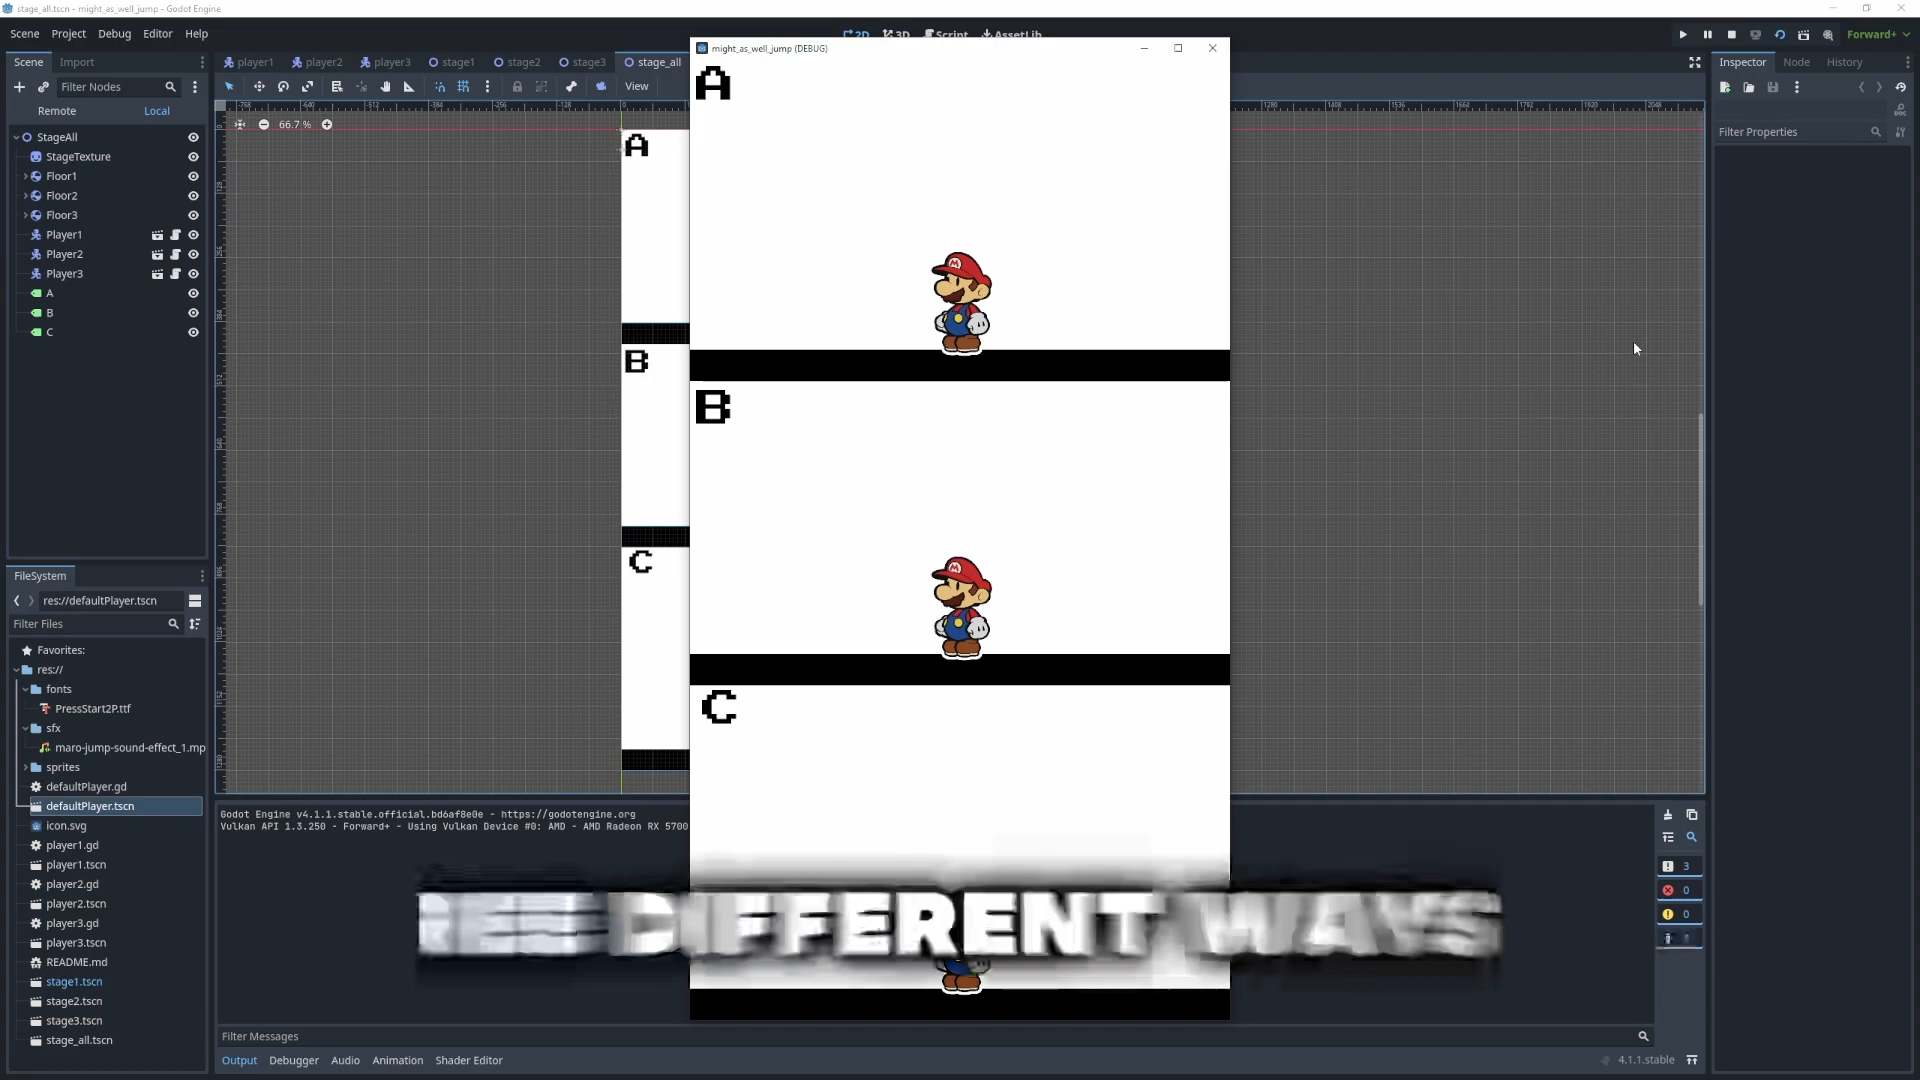 stage_all.tscn - might_as_well_jump - Godot Engine
Scene Project Debug Editor Help
2D 3D Script AssetLib
Forward+
Scene Import
player1 player2 player3 stage1 stage2 stage3 stage_all
might_as_well_jump (DEBUG)
Inspector Node History
Filter Nodes
View
Remote Local
66.7 %
Filter Properties
StageAll
StageTexture
Floor1
Floor2
Floor3
Player1
Player2
Player3
A
B
C
A
B
C
A
B
C
FileSystem
res://defaultPlayer.tscn
Filter Files
Favorites:
res://
fonts
PressStart2P.ttf
sfx
maro-jump-sound-effect_1.mp
sprites
defaultPlayer.gd
defaultPlayer.tscn
icon.svg
player1.gd
player1.tscn
player2.gd
player2.tscn
player3.gd
player3.tscn
README.md
stage1.tscn
stage2.tscn
stage3.tscn
stage_all.tscn
Godot Engine v4.1.1.stable.official.bd6af8e0e - https://godotengine.org
Vulkan API 1.3.250 - Forward+ - Using Vulkan Device #0: AMD - AMD Radeon RX 5700
3
0
0
DIFFERENT WAYS
Filter Messages
Output Debugger Audio Animation Shader Editor
4.1.1.stable